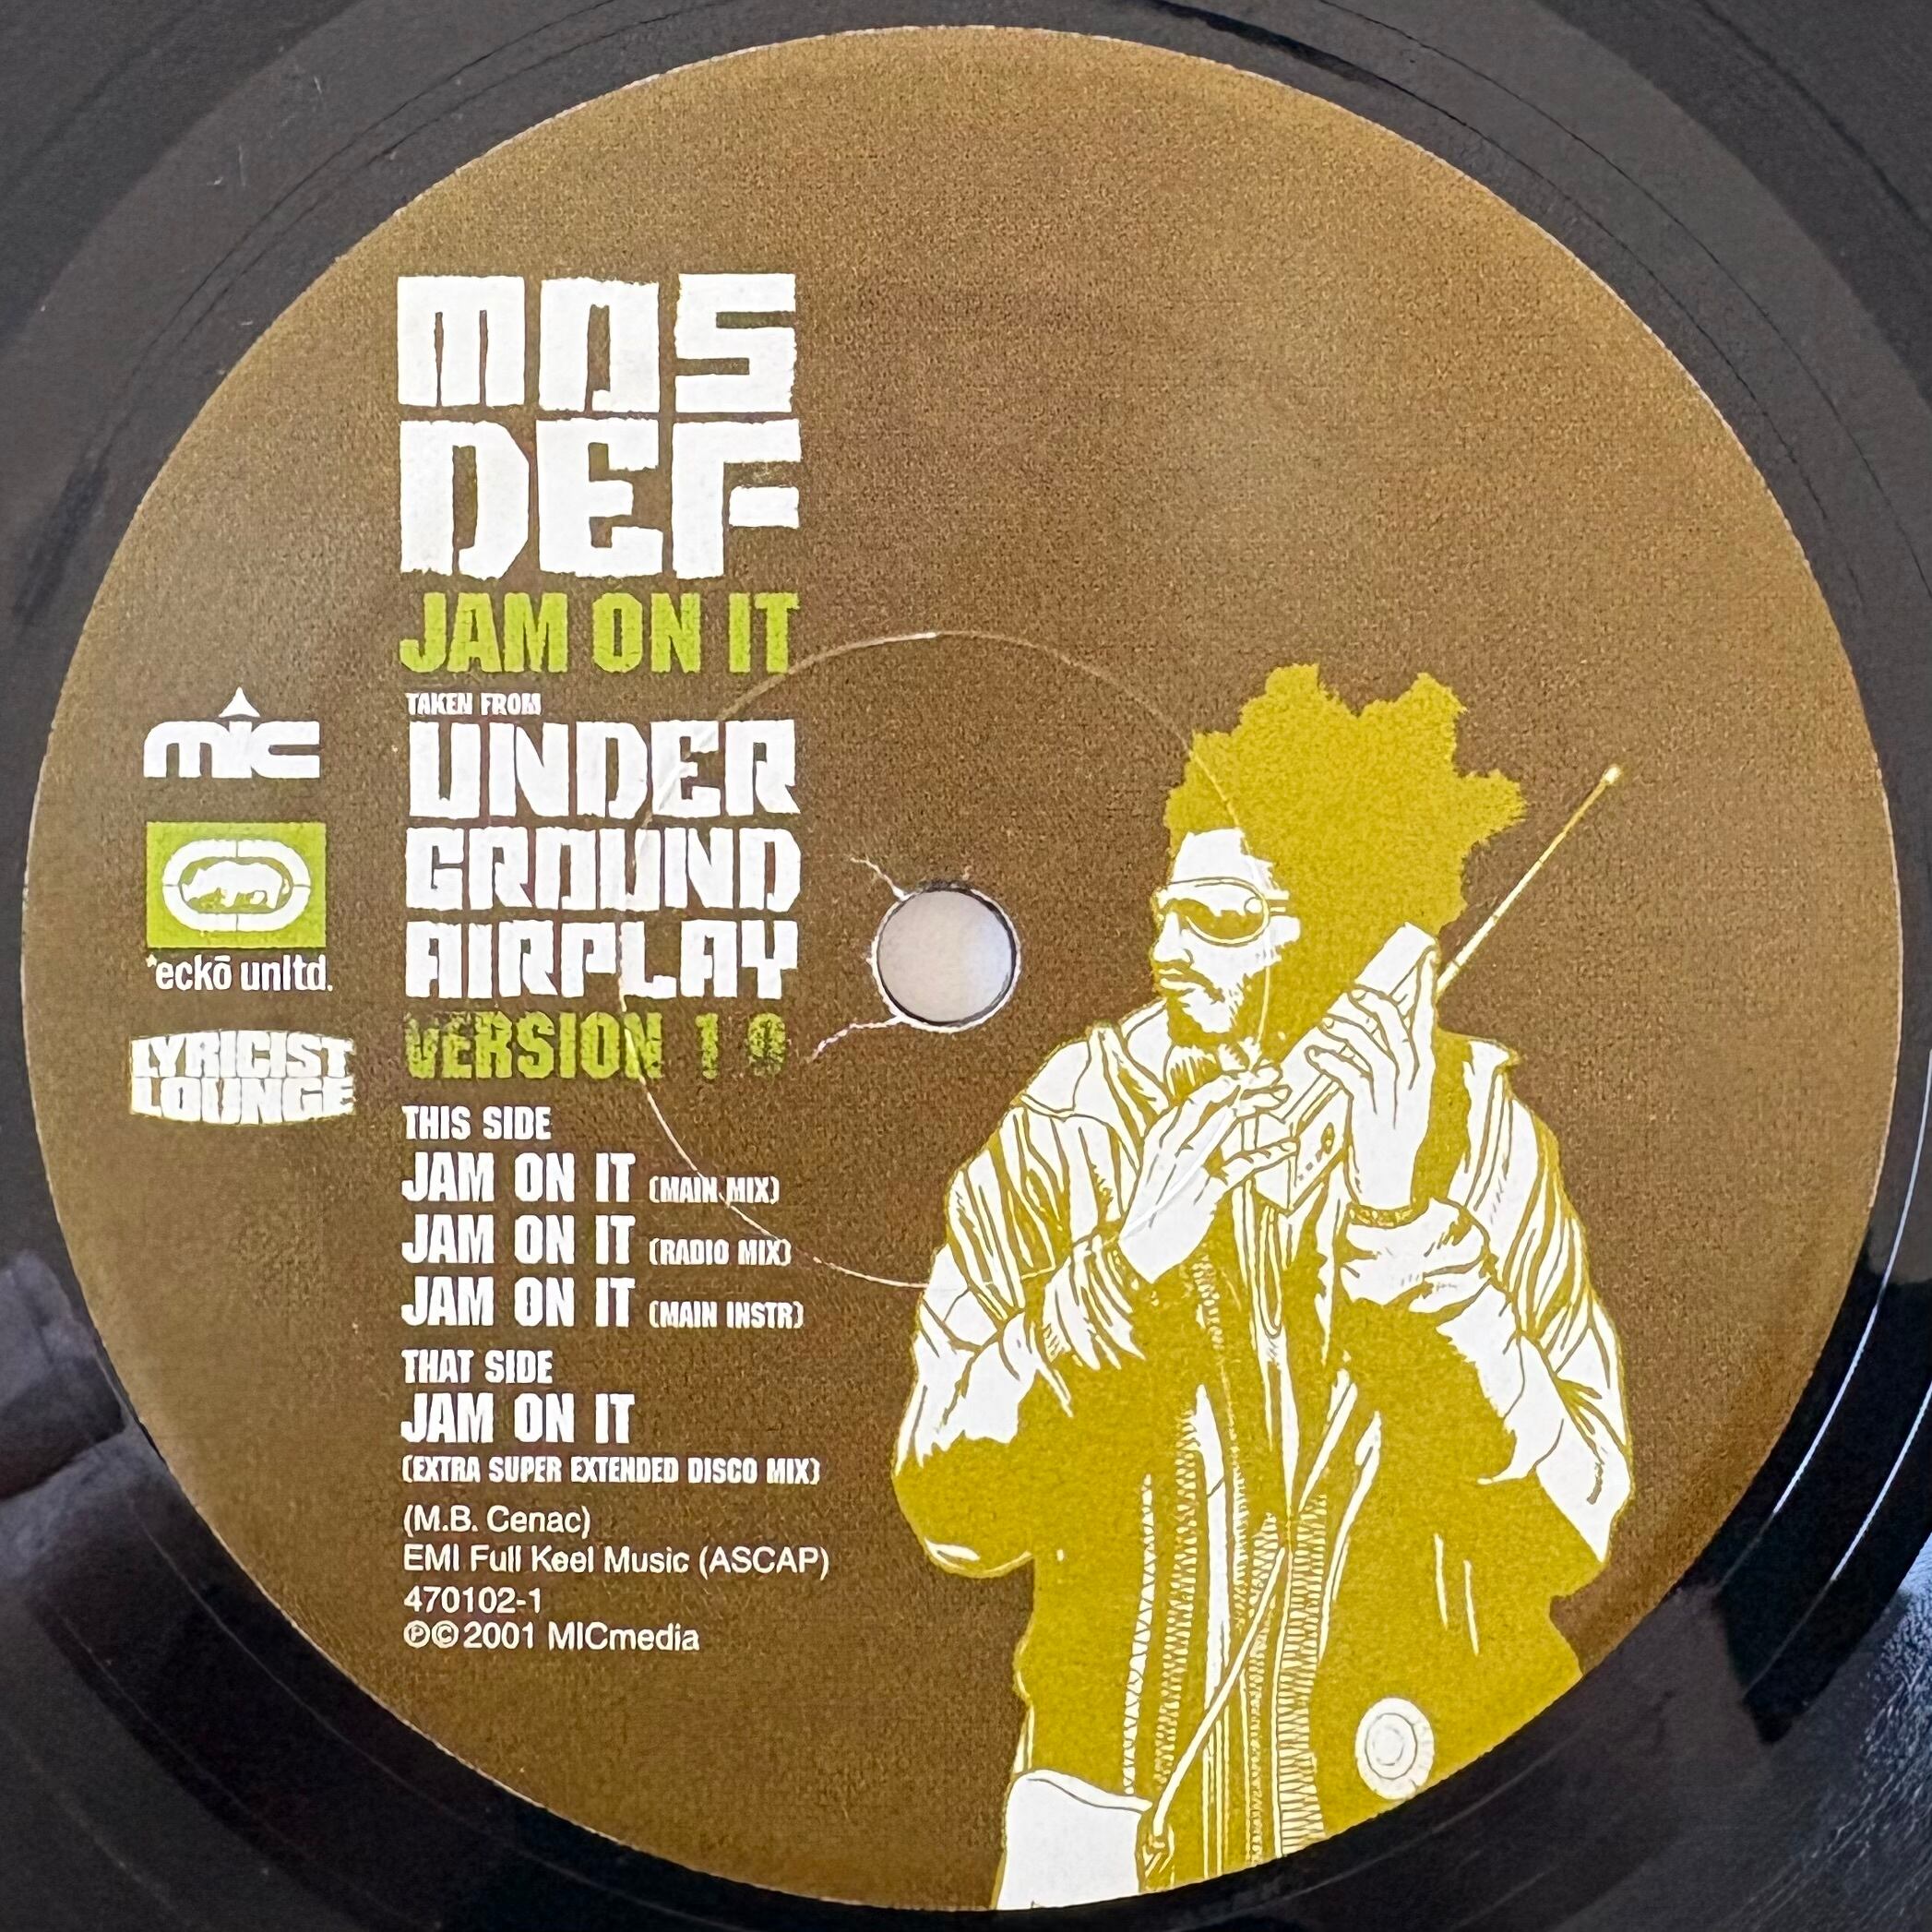 MOS
DEF
JAM ON IT
TAKEN FROM
UNDER
GROUND
AIRPLAY
VERSION 1 9
mic
*eckō unltd.
LYRICIST
LOUNGE
THIS SIDE
JAM ON IT (MAIN MIX)
JAM ON IT (RADIO MIX)
JAM ON IT (MAIN INSTR)
THAT SIDE
JAM ON IT
(EXTRA SUPER EXTENDED DISCO MIX)
(M.B. Cenac)
EMI Full Keel Music (ASCAP)
470102-1
℗©2001 MICmedia